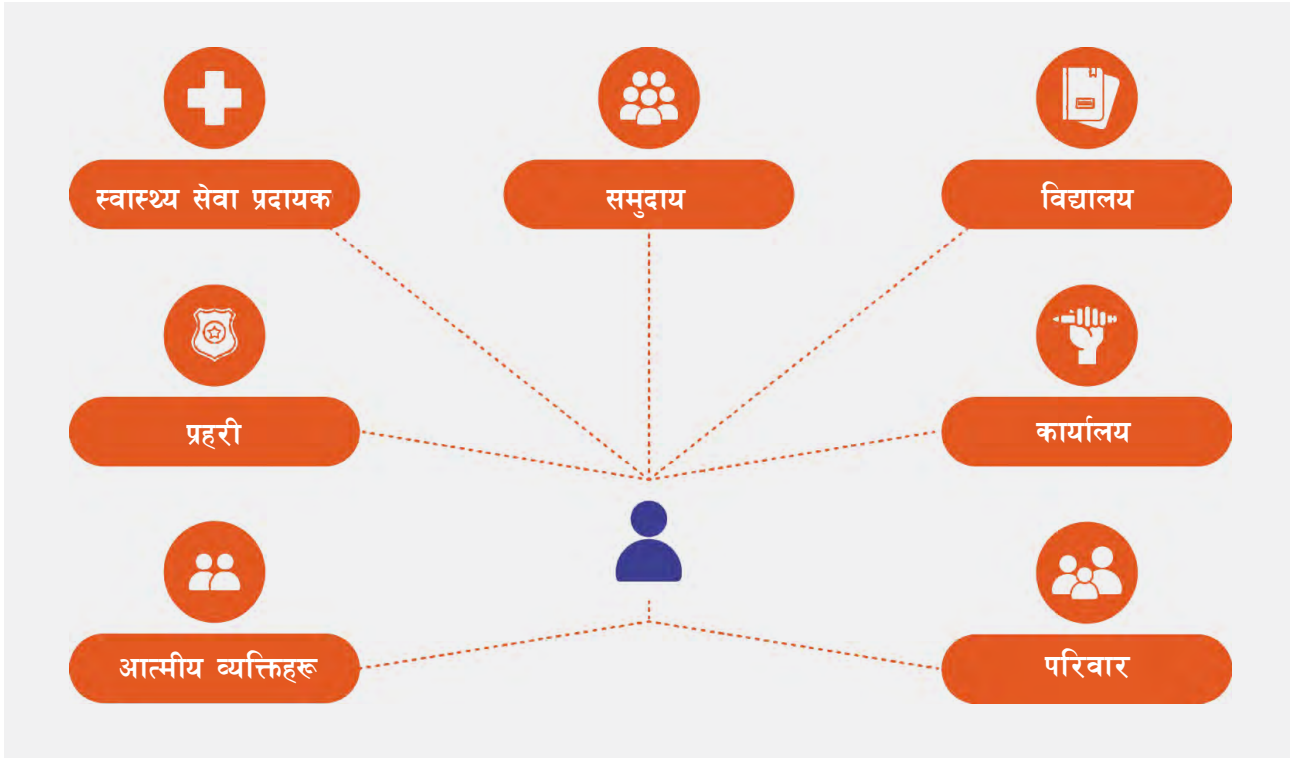 स्वास्थ्य सेवा प्रदायक
समुदाय
विद्यालय
प्रहरी
कार्यालय
आत्मीय व्यक्तिहरू
परिवार